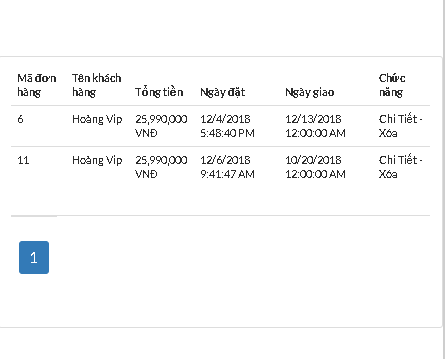 Mã đơn hàng Tên khách hàng Tổng tiền Ngày đặt Ngày giao Chức năng
6 Hoàng Vip 25,990,000 VNĐ 12/4/2018 5:48:40 PM 12/13/2018 12:00:00 AM Chi Tiết - Xóa
11 Hoàng Vip 25,990,000 VNĐ 12/6/2018 9:41:47 AM 10/20/2018 12:00:00 AM Chi Tiết - Xóa
1